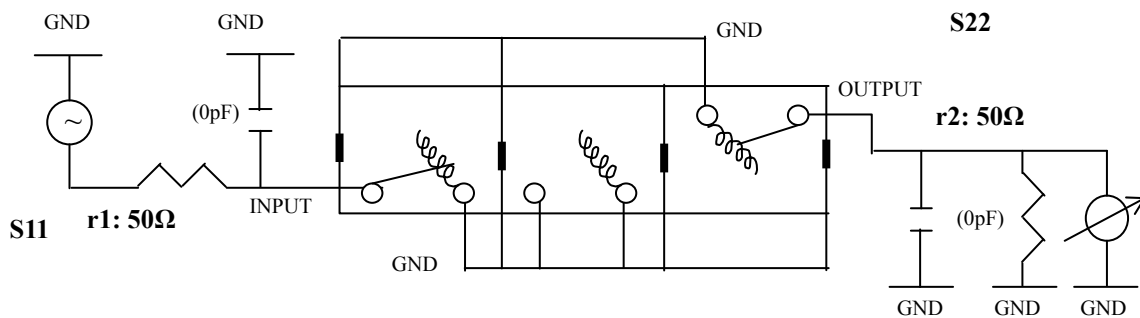 GND
GND
S22
GND
(0pF)
OUTPUT
r2: 50Ω
~
INPUT
r1: 50Ω
S11
(0pF)
GND
GND
GND
GND